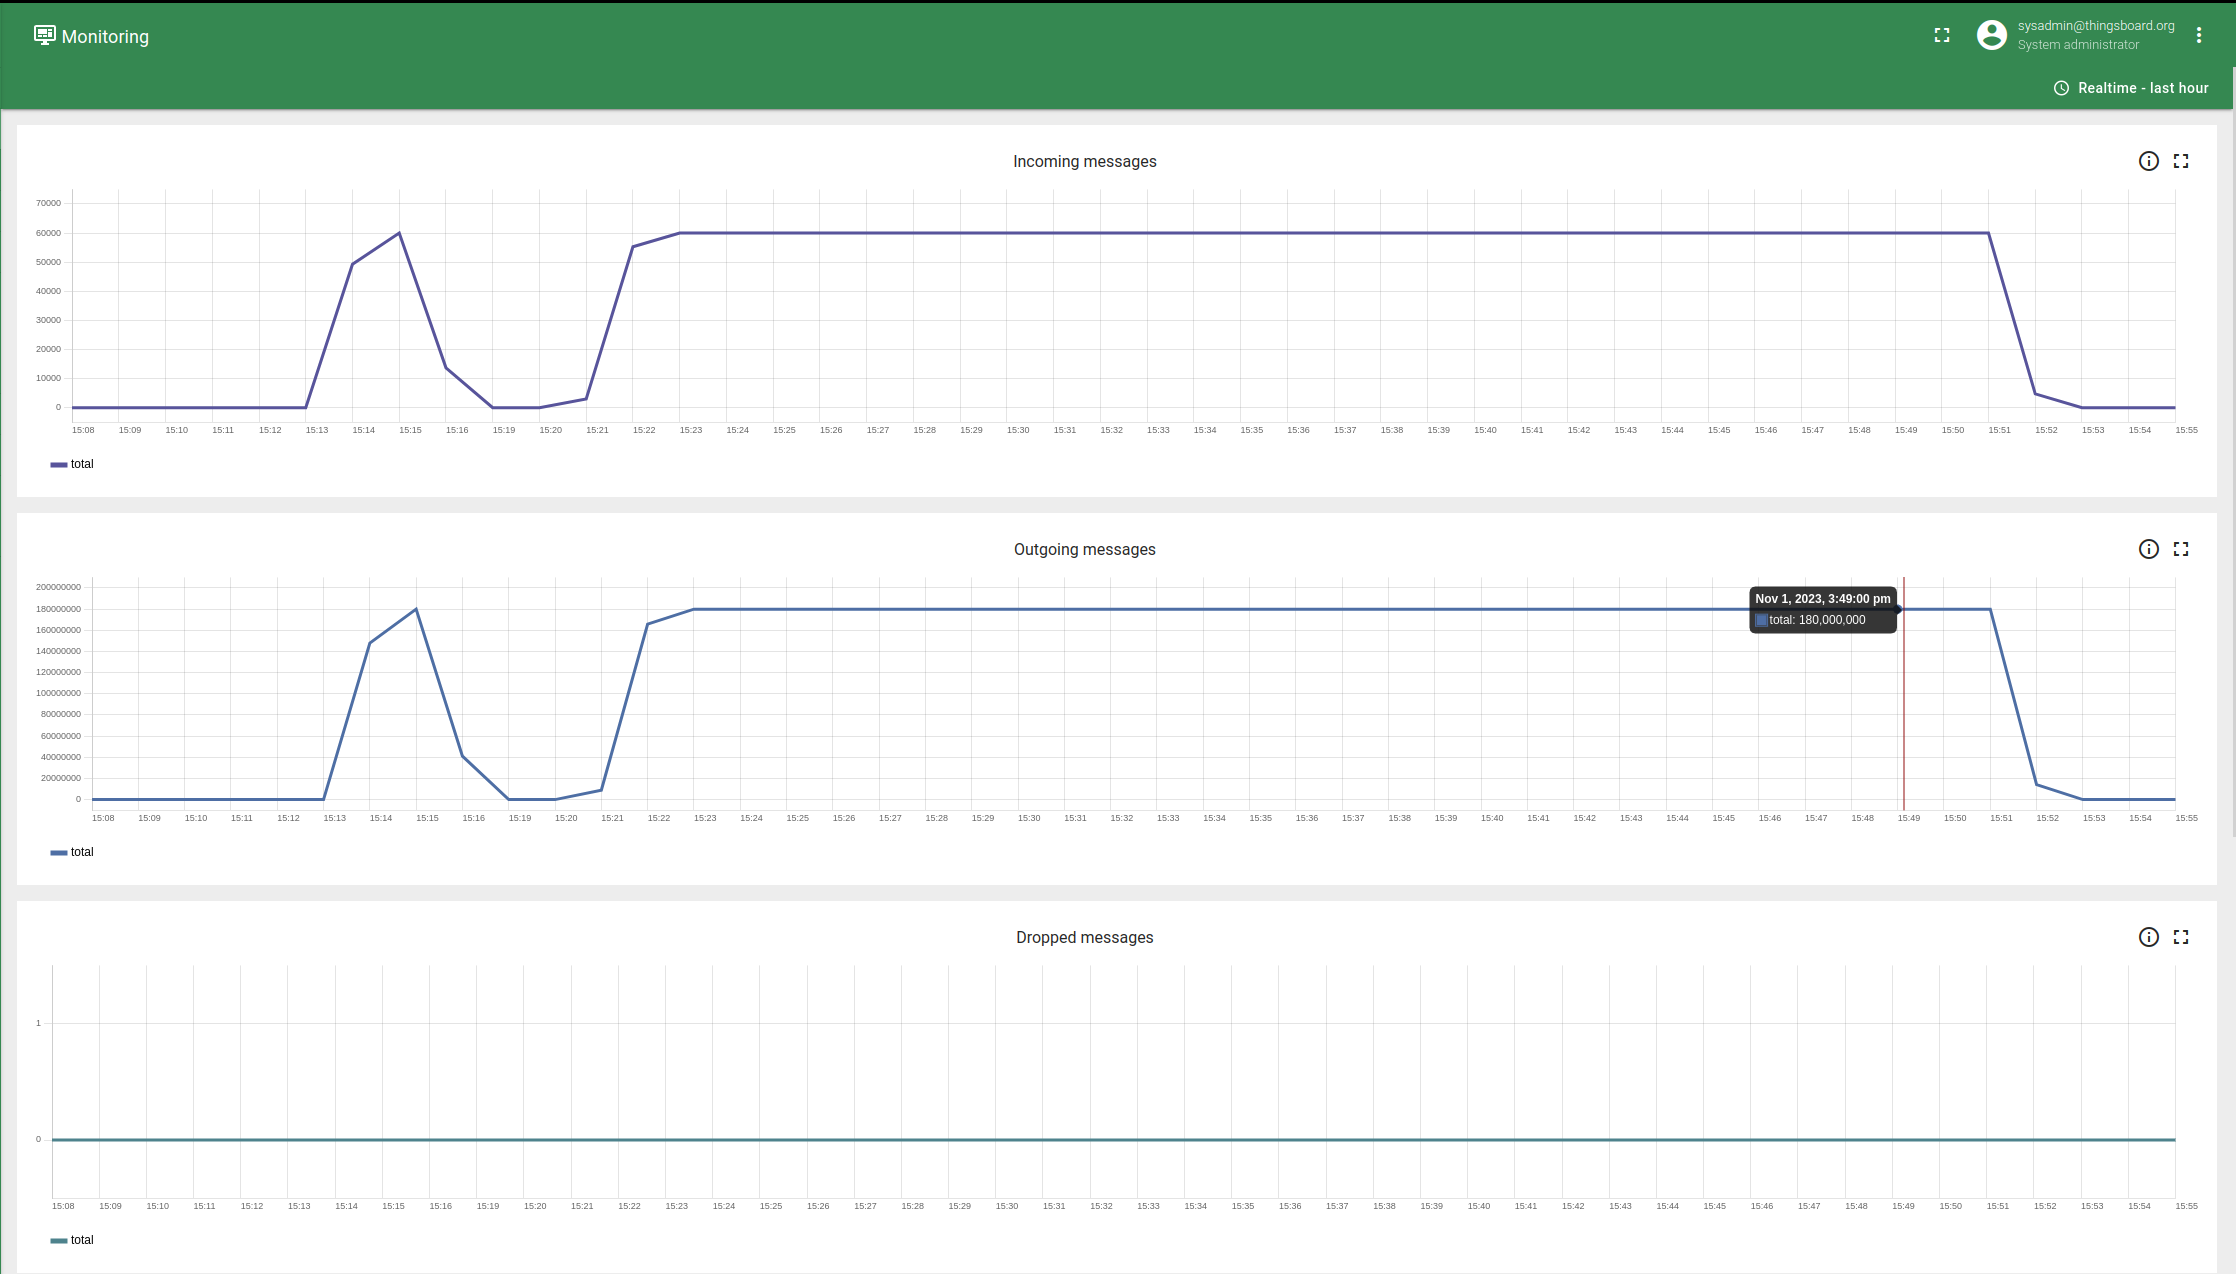 Monitoring
sysadmin@thingsboard.org
System administrator
Realtime - last hour
Incoming messages
70000
60000
50000
40000
30000
20000
10000
0
15:08 15:09 15:10 15:11 15:12 15:13 15:14 15:15 15:16 15:19 15:20 15:21 15:22 15:23 15:24 15:25 15:26 15:27 15:28 15:29 15:30 15:31 15:32 15:33 15:34 15:35 15:36 15:37 15:38 15:39 15:40 15:41 15:42 15:43 15:44 15:45 15:46 15:47 15:48 15:49 15:50 15:51 15:52 15:53 15:54 15:55
total
Outgoing messages
200000000
180000000
160000000
140000000
120000000
100000000
80000000
60000000
40000000
20000000
0
Nov 1, 2023, 3:49:00 pm
total: 180,000,000
15:08 15:09 15:10 15:11 15:12 15:13 15:14 15:15 15:16 15:19 15:20 15:21 15:22 15:23 15:24 15:25 15:26 15:27 15:28 15:29 15:30 15:31 15:32 15:33 15:34 15:35 15:36 15:37 15:38 15:39 15:40 15:41 15:42 15:43 15:44 15:45 15:46 15:47 15:48 15:49 15:50 15:51 15:52 15:53 15:54 15:55
total
Dropped messages
1
0
15:08 15:09 15:10 15:11 15:12 15:13 15:14 15:15 15:16 15:19 15:20 15:21 15:22 15:23 15:24 15:25 15:26 15:27 15:28 15:29 15:30 15:31 15:32 15:33 15:34 15:35 15:36 15:37 15:38 15:39 15:40 15:41 15:42 15:43 15:44 15:45 15:46 15:47 15:48 15:49 15:50 15:51 15:52 15:53 15:54 15:55
total